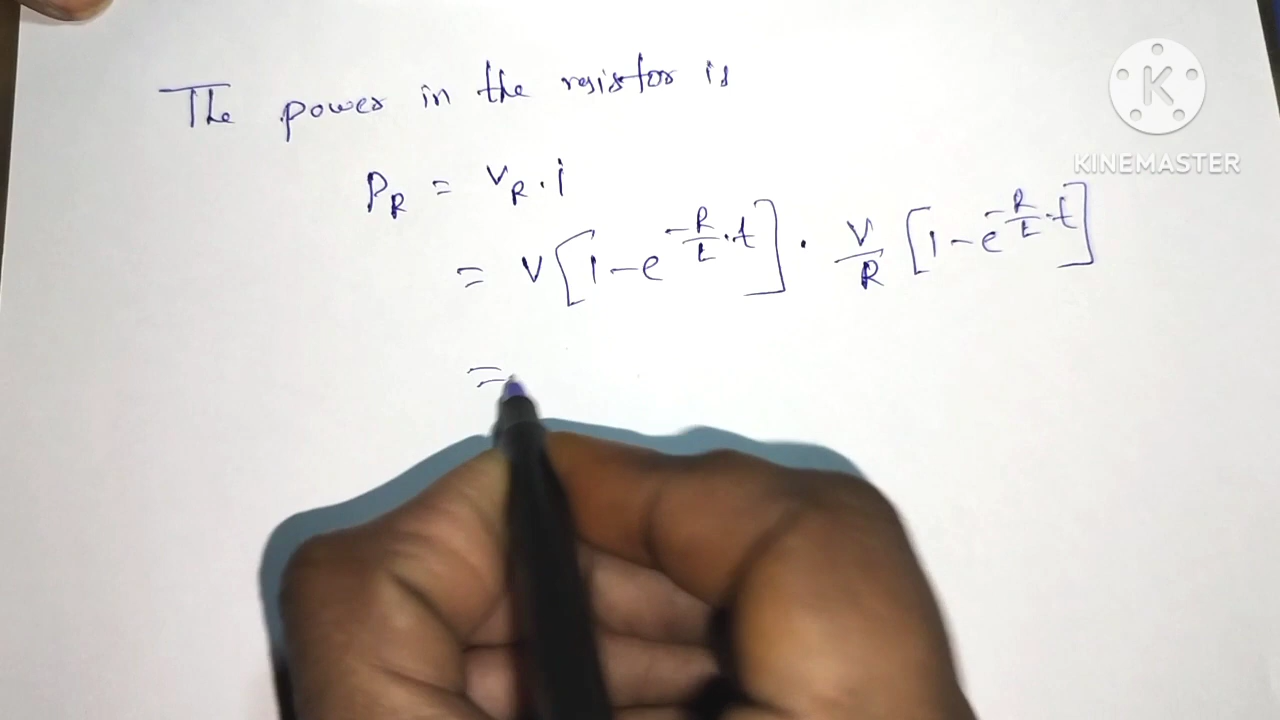 The power in the resistor is
K
KINEMASTER
P_R = V_R . i
= V [1 - e^{-R/L . t}] . V/R [1 - e^{-R/L . t}]
=